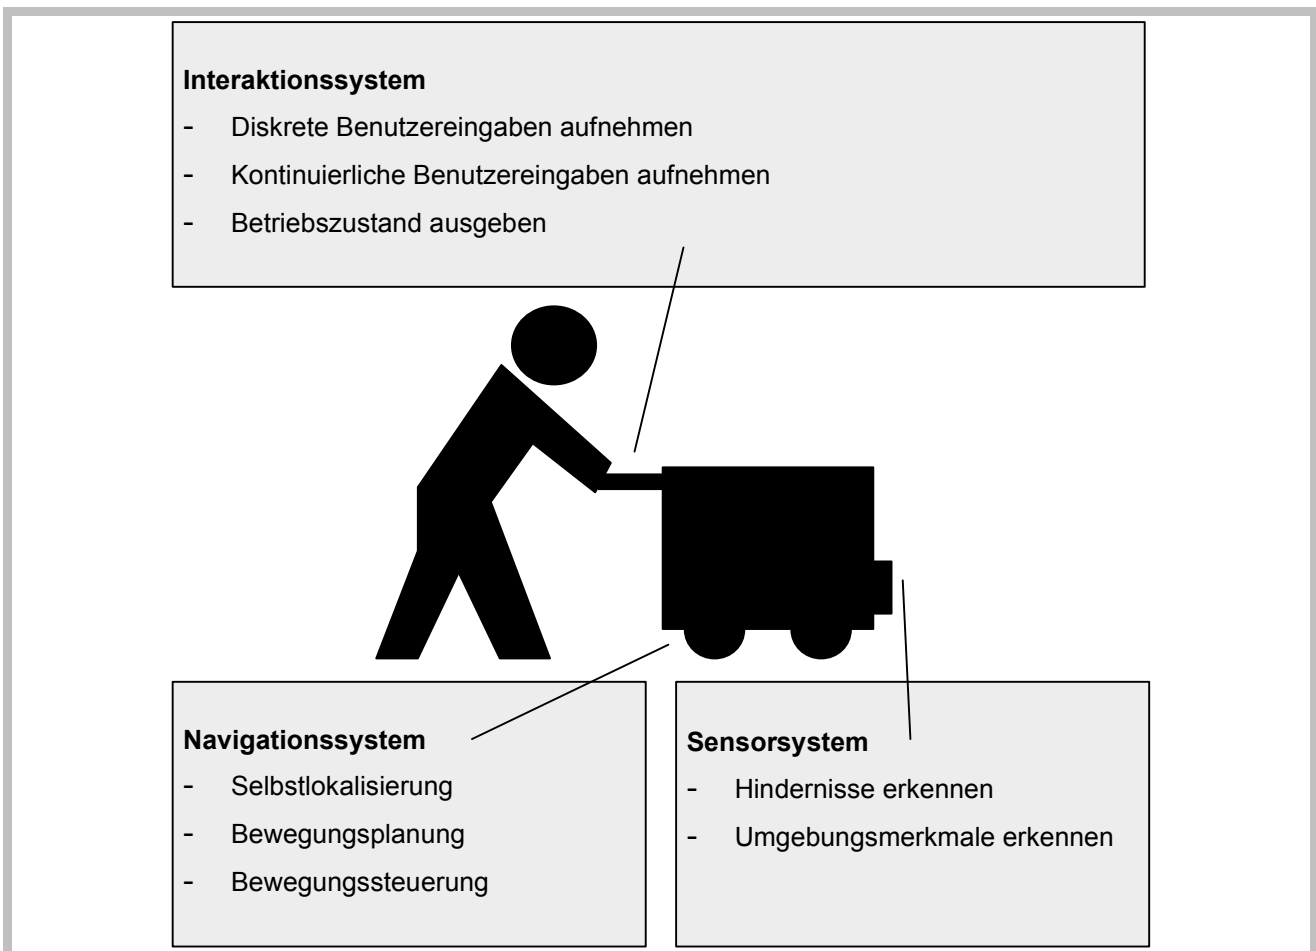 Interaktionssystem
- Diskrete Benutzereingaben aufnehmen
- Kontinuierliche Benutzereingaben aufnehmen
- Betriebszustand ausgeben
Navigationssystem
- Selbstlokalisierung
- Bewegungsplanung
- Bewegungssteuerung
Sensorsystem
- Hindernisse erkennen
- Umgebungsmerkmale erkennen